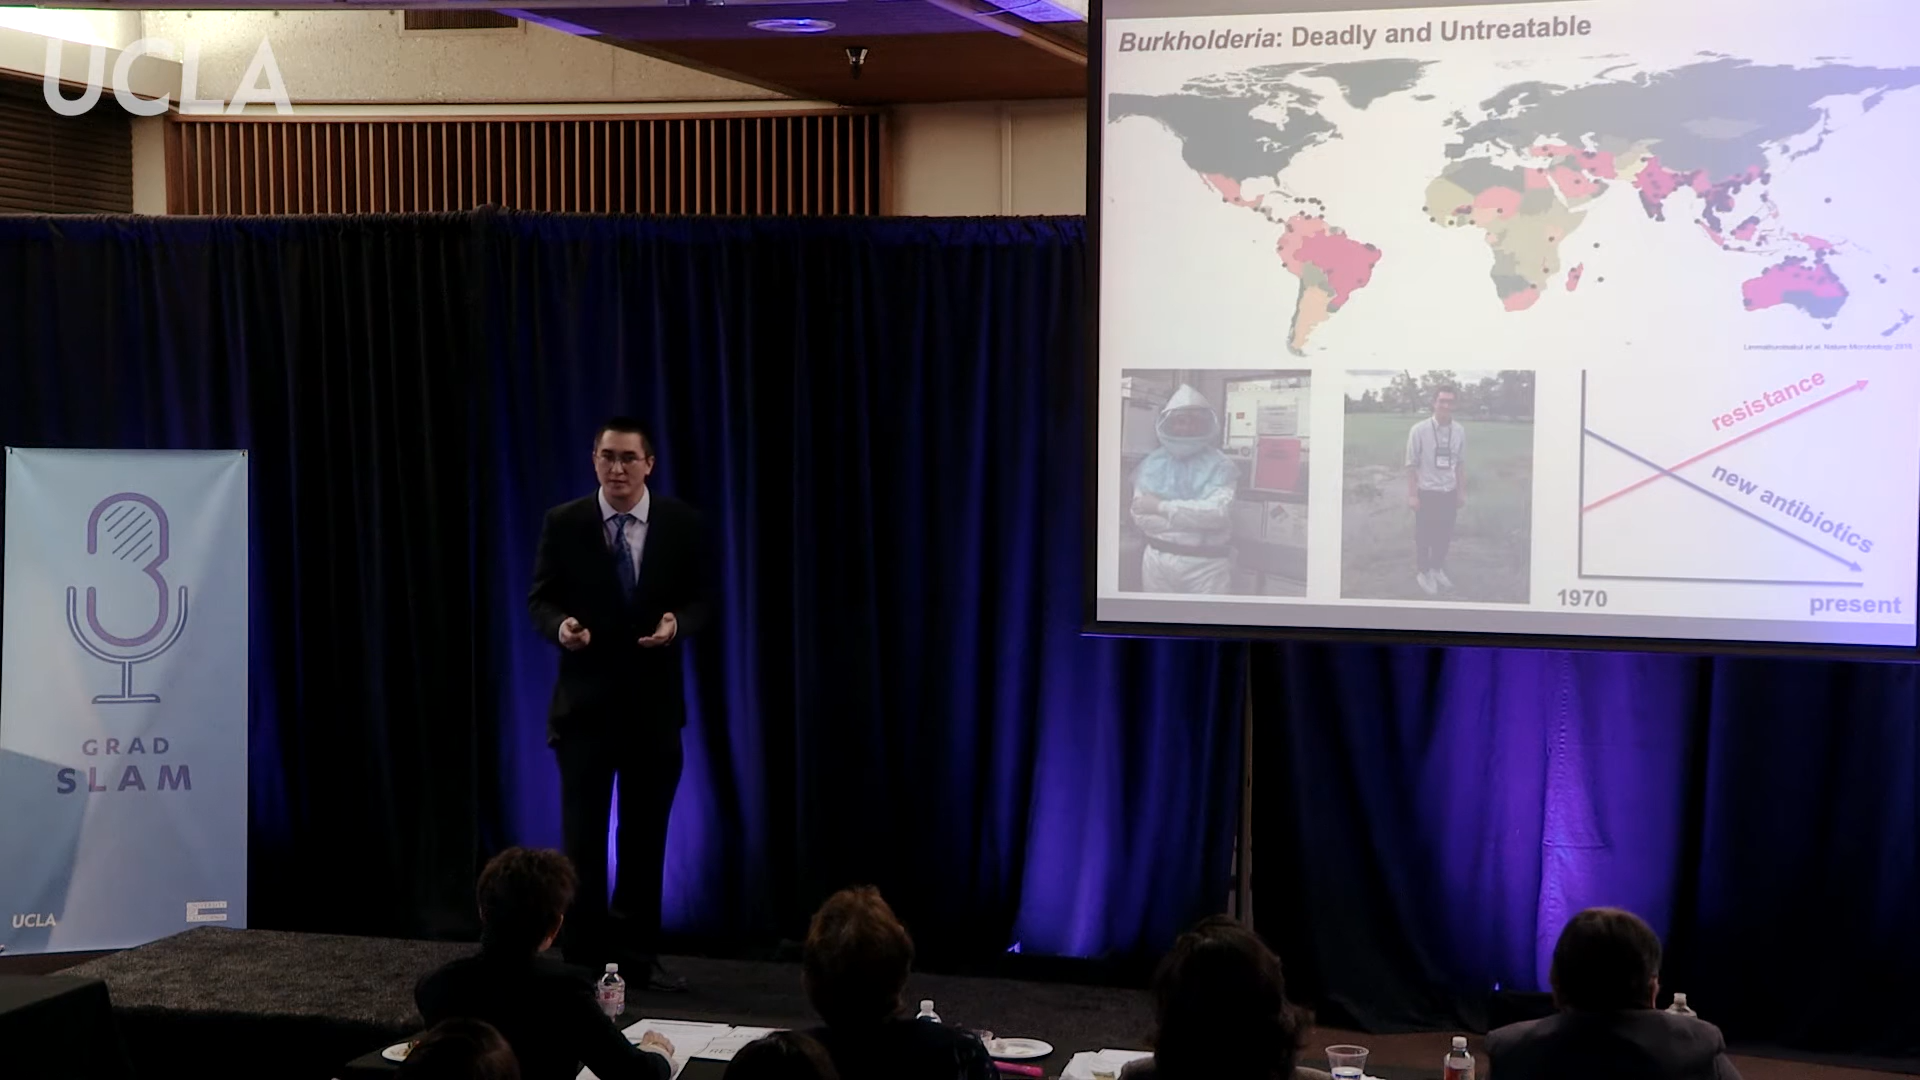 UCLA
Burkholderia: Deadly and Untreatable
resistance
new antibiotics
1970
present
GRAD
SLAM
UCLA